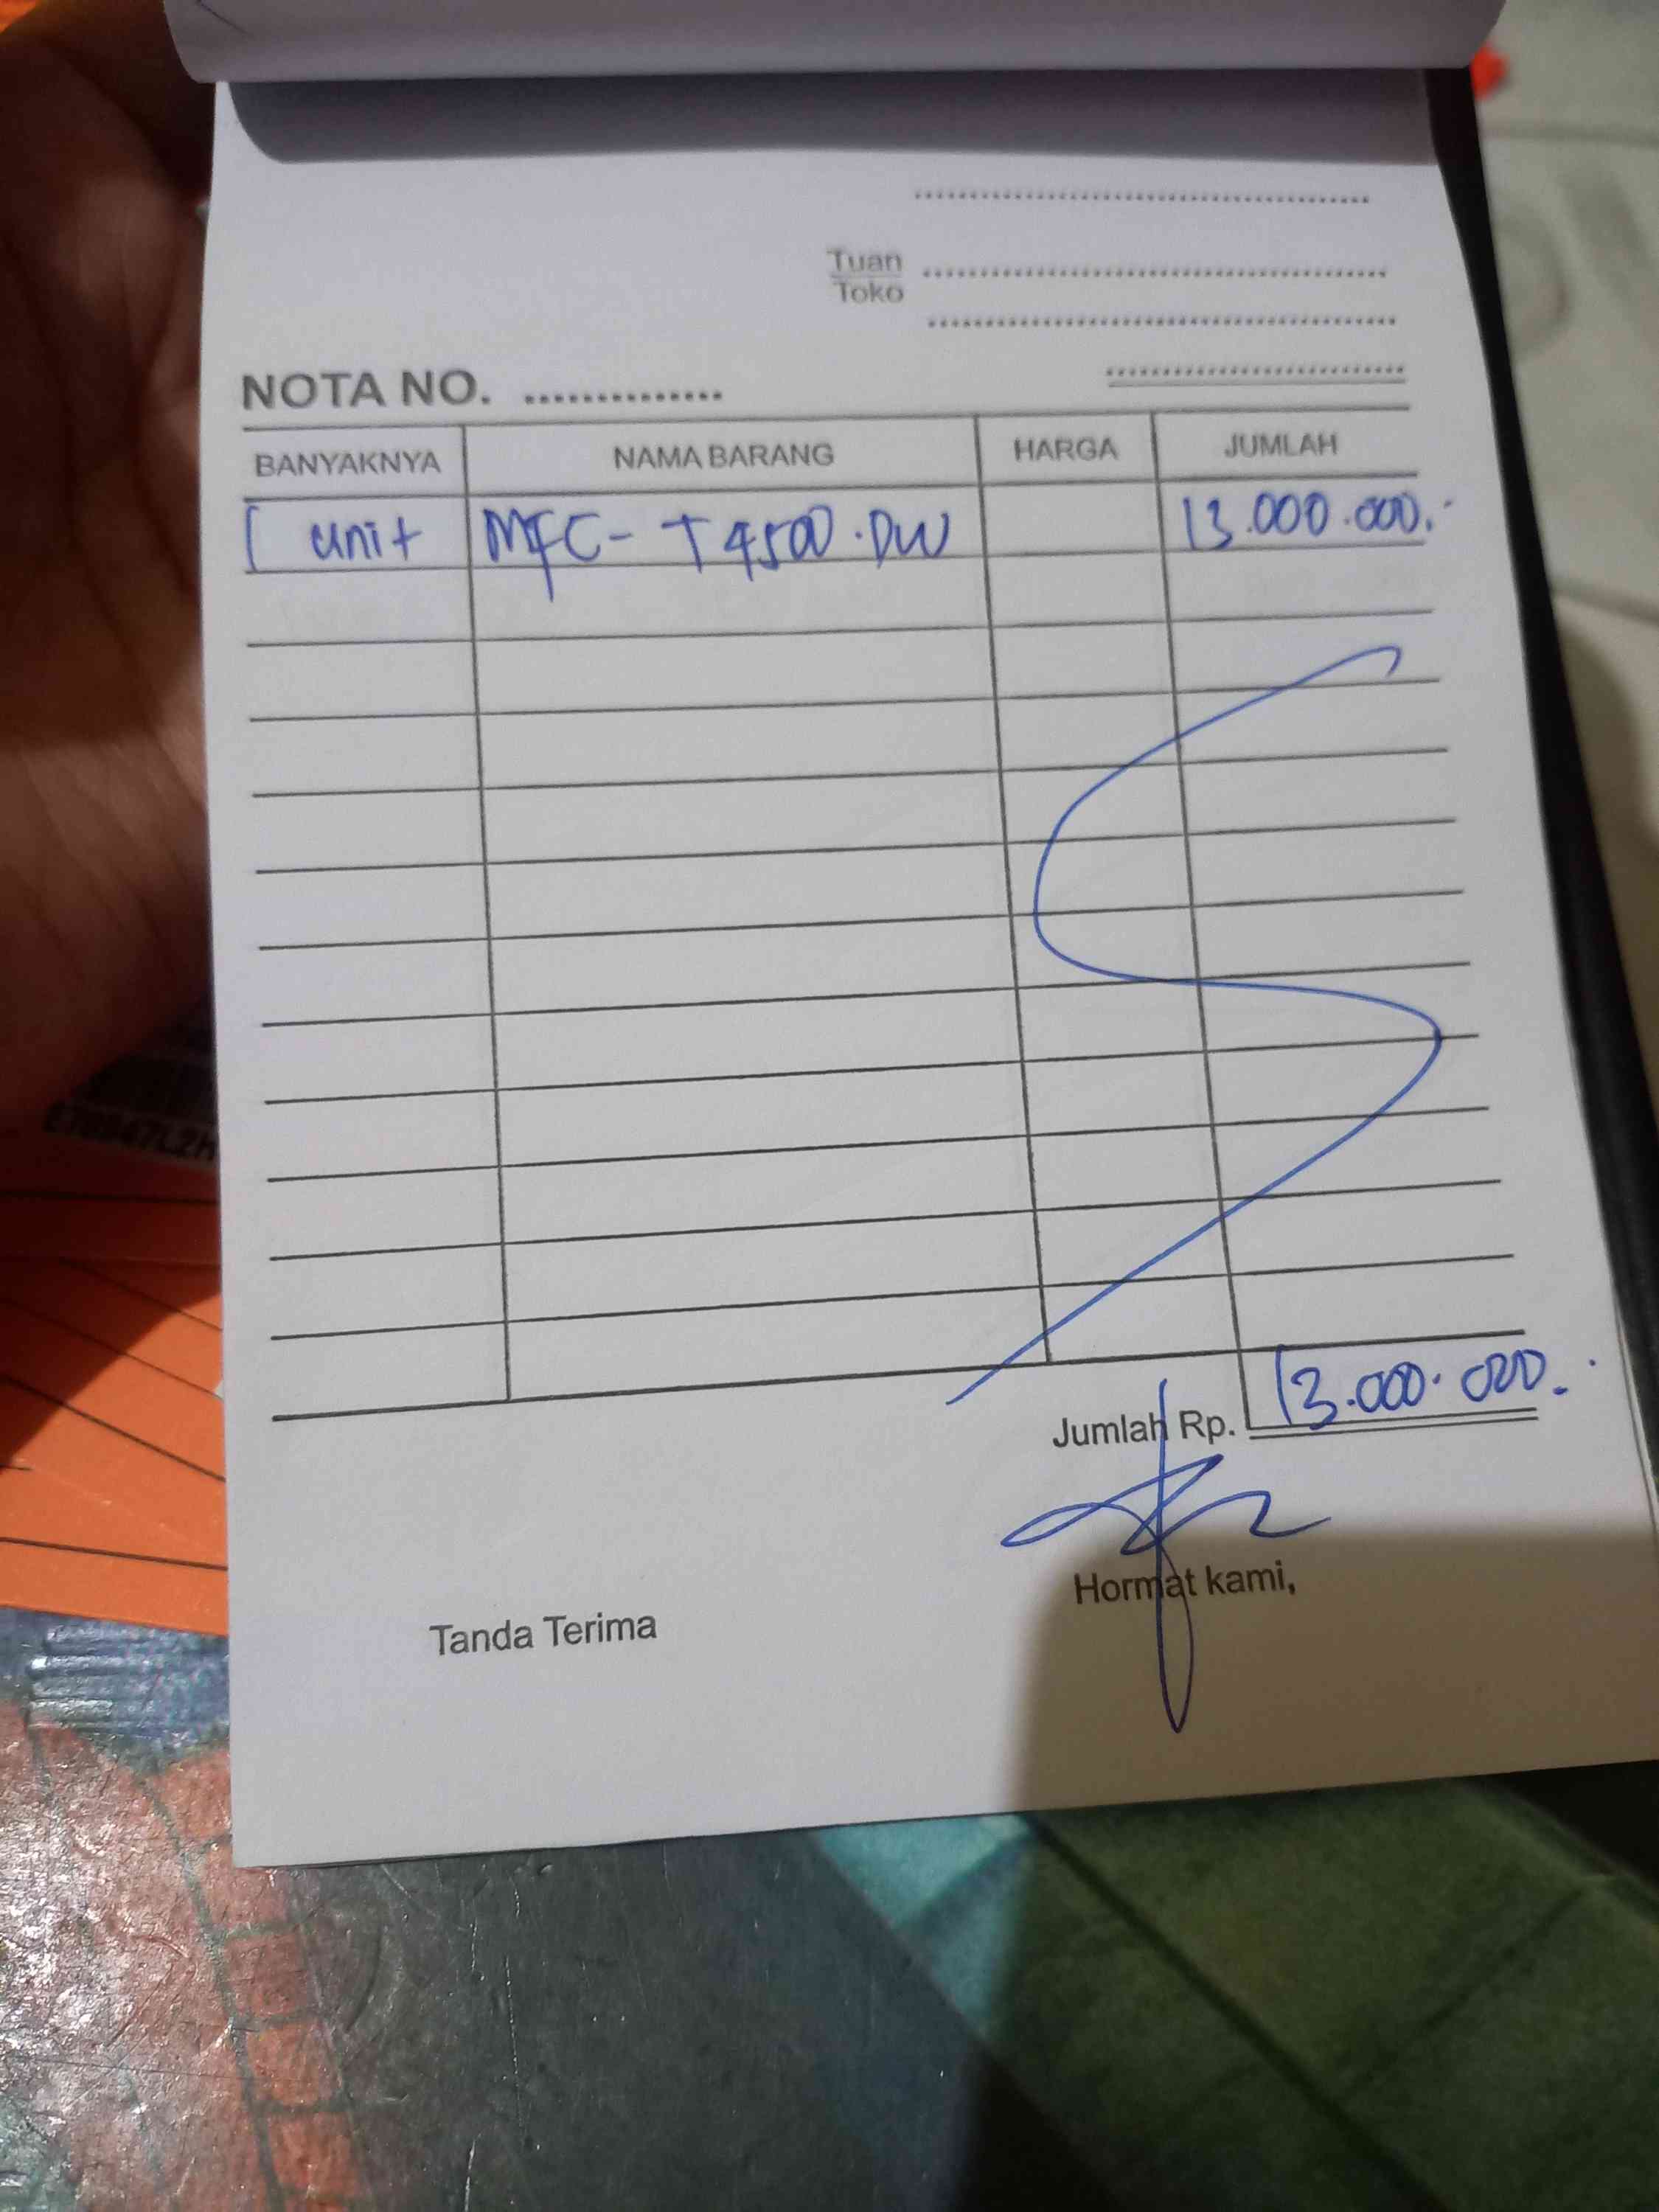 Tuan
Toko
NOTA NO. ..............
BANYAKNYA NAMA BARANG HARGA JUMLAH
1 unit MFC- T4500.DW 13.000.000.-
Jumlah Rp. 13.000.000.-
Hormat kami,
Tanda Terima